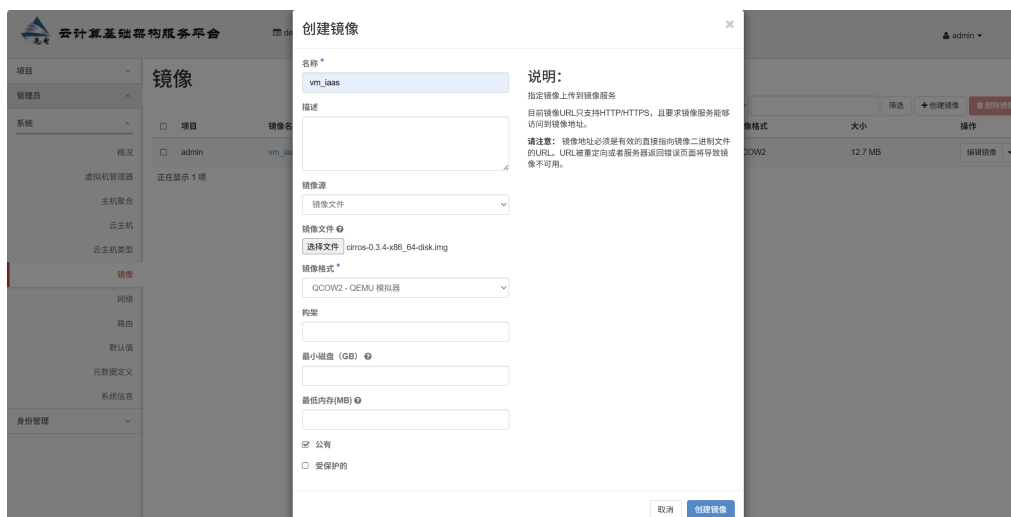 云计算基础架构服务平台
de
admin
项目
管理员
系统
概况
虚拟机管理器
主机聚合
云主机
云主机类型
镜像
网络
路由
默认值
元数据定义
系统信息
身份管理
镜像
筛选
创建镜像
删除镜像
项目
镜像名
像格式
大小
操作
admin
vm_iaa
COW2
12.7 MB
编辑镜像
正在显示 1 项
创建镜像
×
名称 *
vm_iaas
描述
镜像源
镜像文件
镜像文件
选择文件 cirros-0.3.4-x86_64-disk.img
镜像格式 *
QCOW2 - QEMU 模拟器
构架
最小磁盘（GB）
最低内存(MB)
公有
受保护的
说明：
指定镜像上传到镜像服务
目前镜像URL只支持HTTP/HTTPS，且要求镜像服务能够
访问到镜像地址。
请注意： 镜像地址必须是有效的直接指向镜像二进制文件
的URL。URL被重定向或者服务器返回错误页面将导致镜
像不可用。
取消
创建镜像